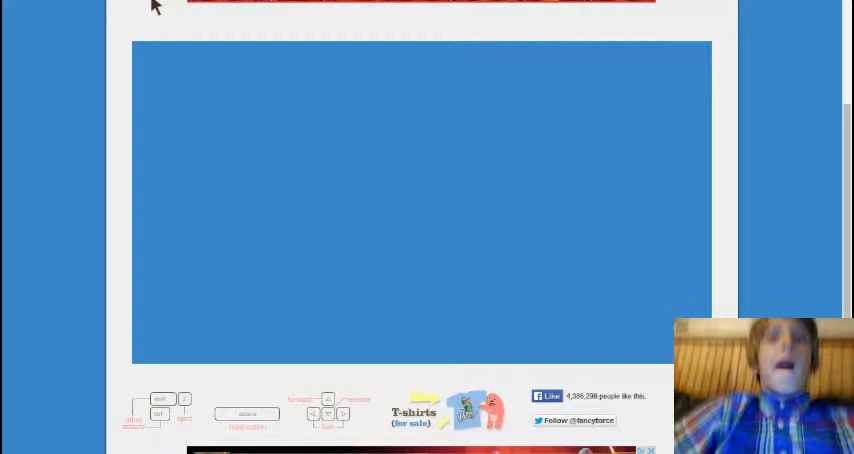 shift Z
ctrl
other
actions
eject
space
main action
forward reverse
lean
T-shirts
(for sale)
Like 4,386,296 people like this.
Follow @fancyforce